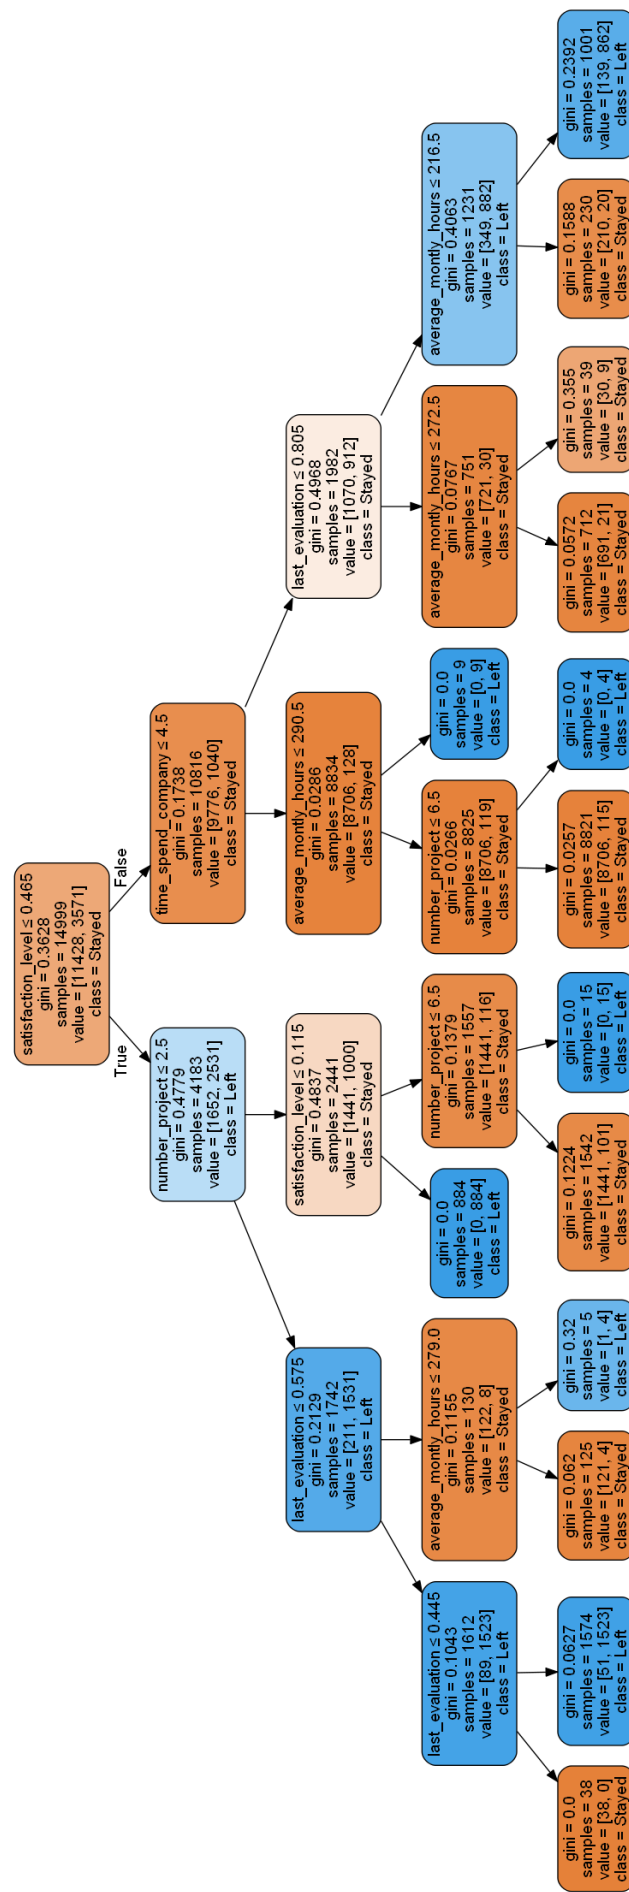 satisfaction_level ≤ 0.465
gini = 0.3628
samples = 14999
value = [11428, 3571]
class = Stayed
True
False
number_project ≤ 2.5
gini = 0.4779
samples = 4183
value = [1652, 2531]
class = Left
time_spend_company ≤ 4.5
gini = 0.1738
samples = 10816
value = [9776, 1040]
class = Stayed
last_evaluation ≤ 0.575
gini = 0.2129
samples = 1742
value = [211, 1531]
class = Left
satisfaction_level ≤ 0.115
gini = 0.4837
samples = 2441
value = [1441, 1000]
class = Stayed
average_montly_hours ≤ 290.5
gini = 0.0286
samples = 8834
value = [8706, 128]
class = Stayed
last_evaluation ≤ 0.805
gini = 0.4968
samples = 1982
value = [1070, 912]
class = Stayed
last_evaluation ≤ 0.445
gini = 0.1043
samples = 1612
value = [89, 1523]
class = Left
average_montly_hours ≤ 279.0
gini = 0.1155
samples = 130
value = [122, 8]
class = Stayed
gini = 0.0
samples = 884
value = [0, 884]
class = Left
number_project ≤ 6.5
gini = 0.1379
samples = 1557
value = [1441, 116]
class = Stayed
number_project ≤ 6.5
gini = 0.0266
samples = 8825
value = [8706, 119]
class = Stayed
gini = 0.0
samples = 9
value = [0, 9]
class = Left
average_montly_hours ≤ 272.5
gini = 0.0767
samples = 751
value = [721, 30]
class = Stayed
average_montly_hours ≤ 216.5
gini = 0.4063
samples = 1231
value = [349, 882]
class = Left
gini = 0.0
samples = 38
value = [38, 0]
class = Stayed
gini = 0.0627
samples = 1574
value = [51, 1523]
class = Left
gini = 0.062
samples = 125
value = [121, 4]
class = Stayed
gini = 0.32
samples = 5
value = [1, 4]
class = Left
gini = 0.1224
samples = 1542
value = [1441, 101]
class = Stayed
gini = 0.0
samples = 15
value = [0, 15]
class = Left
gini = 0.0257
samples = 8821
value = [8706, 115]
class = Stayed
gini = 0.0
samples = 4
value = [0, 4]
class = Left
gini = 0.0572
samples = 712
value = [691, 21]
class = Stayed
gini = 0.355
samples = 39
value = [30, 9]
class = Stayed
gini = 0.1588
samples = 230
value = [210, 20]
class = Stayed
gini = 0.2392
samples = 1001
value = [139, 862]
class = Left